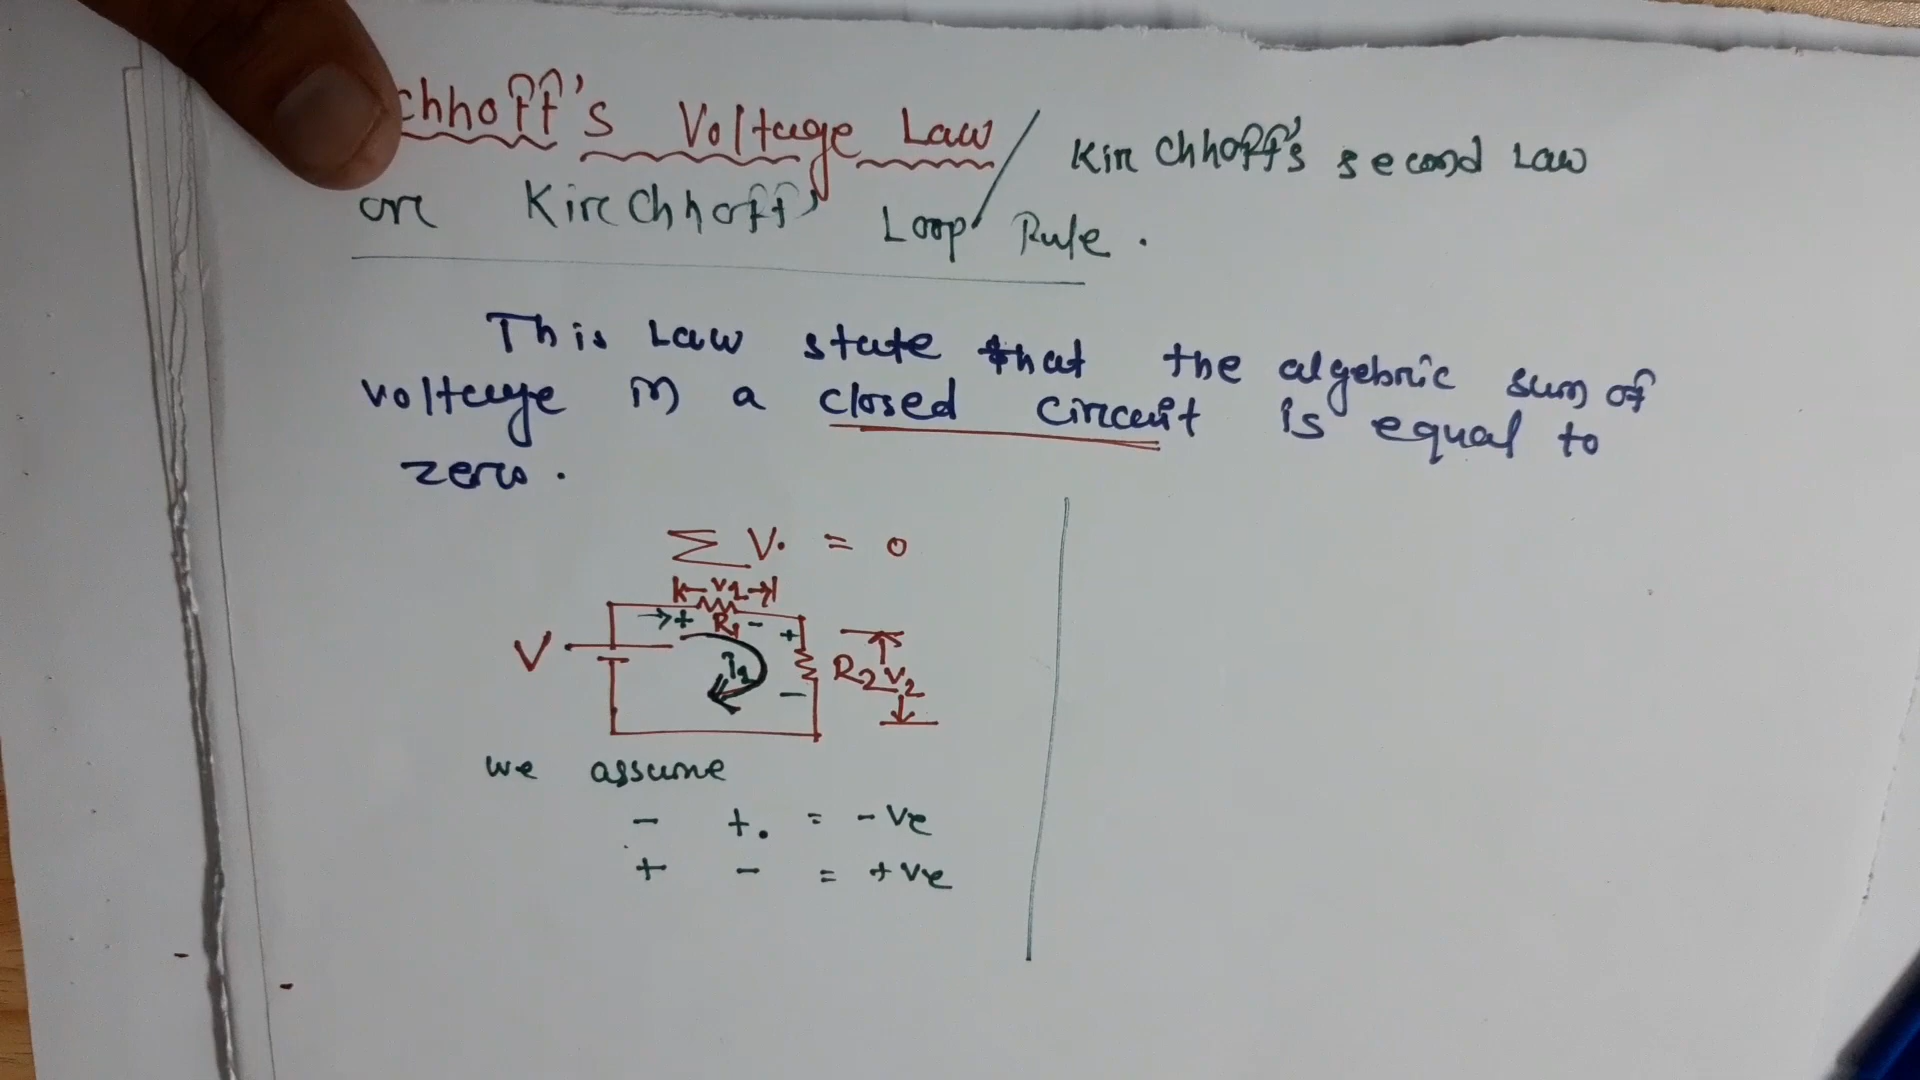 chhoff's Voltage Law / Kirchhoff's second Law
or Kirchhoff' Loop Rule.
This Law state that the algebric sum of
voltage in a closed circuit is equal to
zero.
Σ V. = 0
V1
→ + R1 - +
V I1 R2 V2
-
we assume
- +. = -ve
+ - = +ve